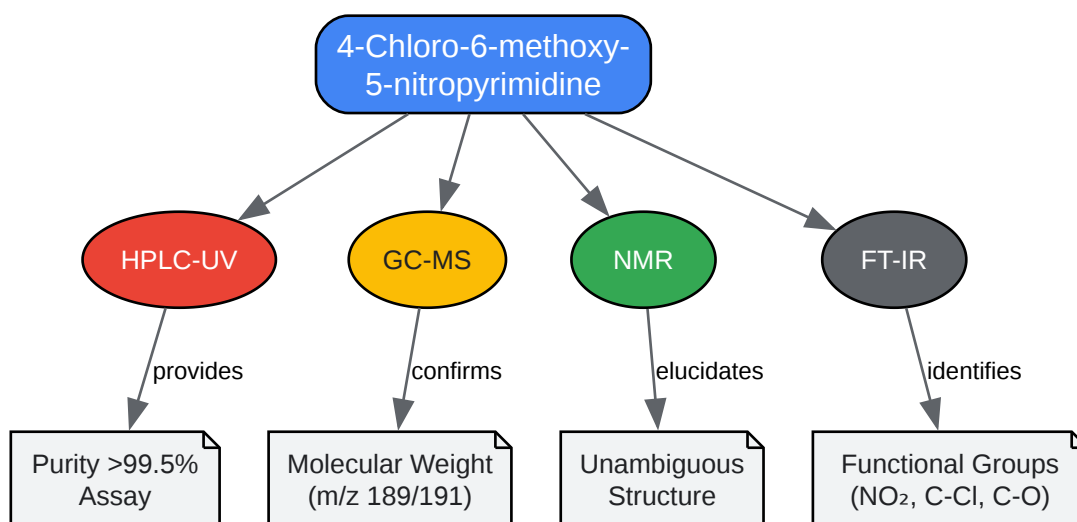 4-Chloro-6-methoxy-
5-nitropyrimidine
HPLC-UV
GC-MS
NMR
FT-IR
provides
confirms
elucidates
identifies
Purity >99.5%
Assay
Molecular Weight
(m/z 189/191)
Unambiguous
Structure
Functional Groups
(NO₂, C-Cl, C-O)